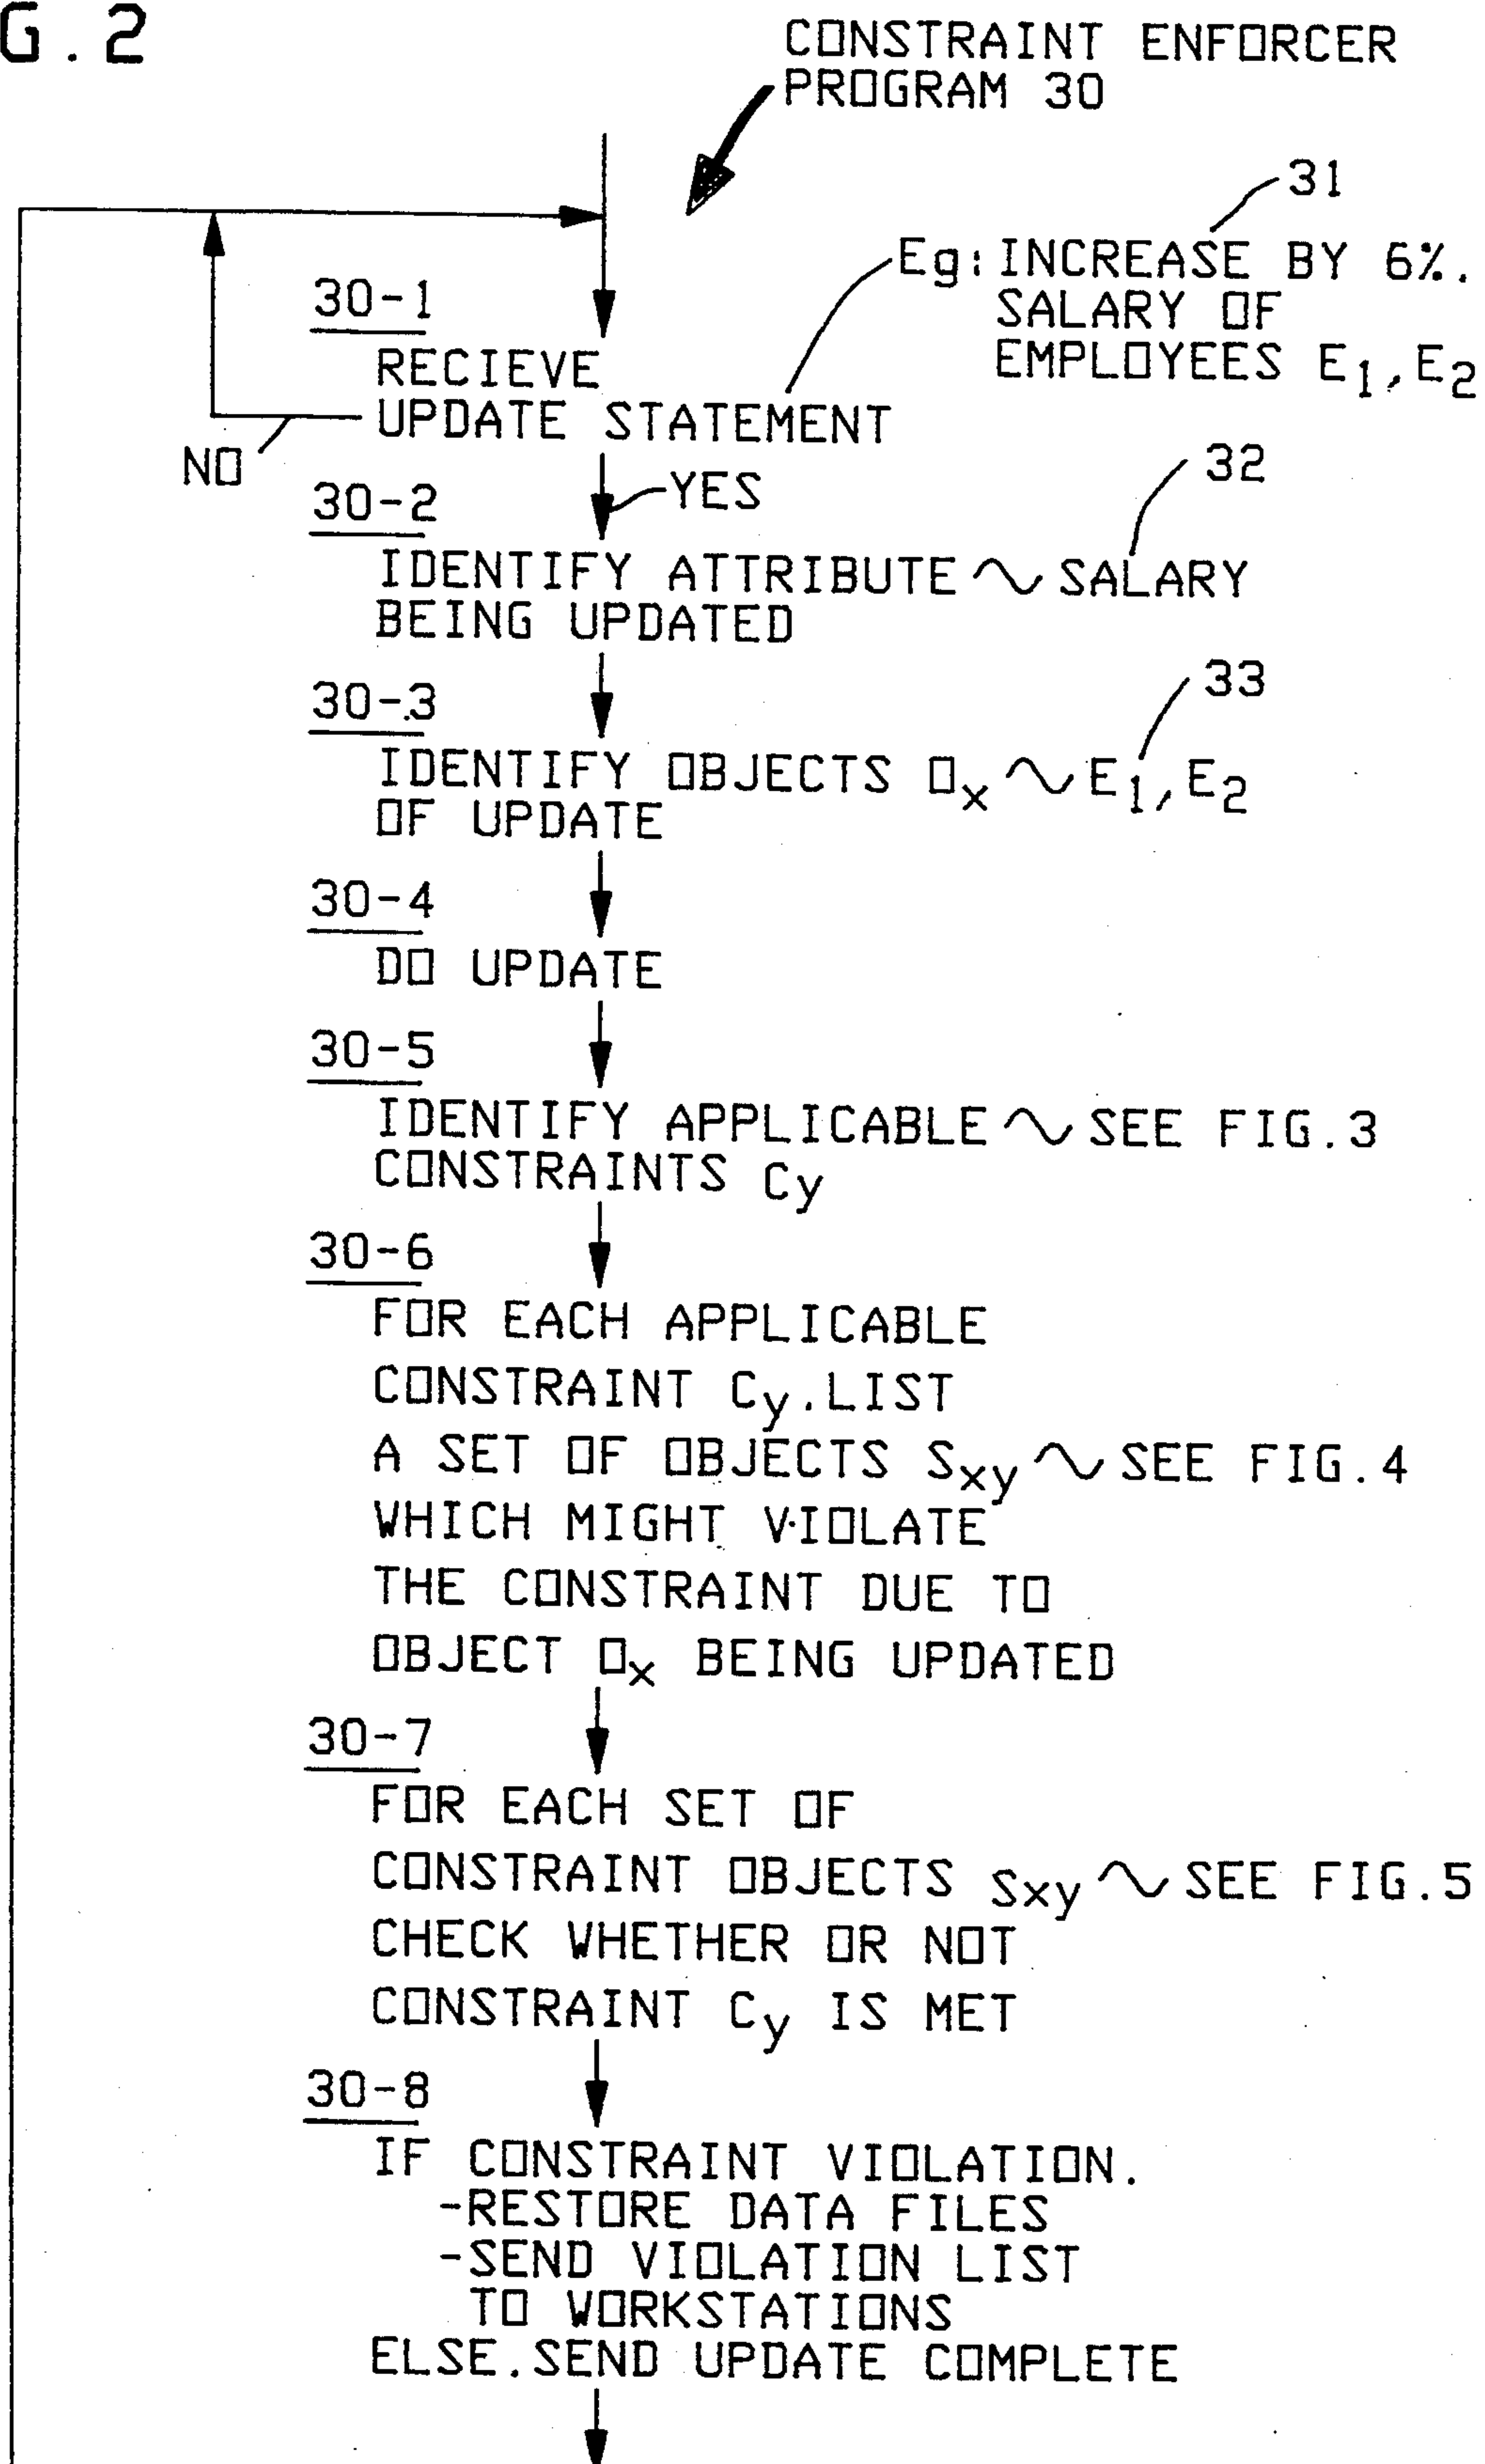 G.2
CONSTRAINT ENFORCER
PROGRAM 30
31
Eg: INCREASE BY 6%.
SALARY OF
EMPLOYEES E1, E2
30-1
RECIEVE
UPDATE STATEMENT
NO
YES
32
30-2
IDENTIFY ATTRIBUTE ~ SALARY
BEING UPDATED
33
30-3
IDENTIFY OBJECTS Ox ~ E1, E2
OF UPDATE
30-4
DO UPDATE
30-5
IDENTIFY APPLICABLE ~ SEE FIG.3
CONSTRAINTS Cy
30-6
FOR EACH APPLICABLE
CONSTRAINT Cy.LIST
A SET OF OBJECTS Sxy ~ SEE FIG.4
WHICH MIGHT VIOLATE
THE CONSTRAINT DUE TO
OBJECT Ox BEING UPDATED
30-7
FOR EACH SET OF
CONSTRAINT OBJECTS Sxy ~ SEE FIG.5
CHECK WHETHER OR NOT
CONSTRAINT Cy IS MET
30-8
IF CONSTRAINT VIOLATION.
-RESTORE DATA FILES
-SEND VIOLATION LIST
TO WORKSTATIONS
ELSE.SEND UPDATE COMPLETE